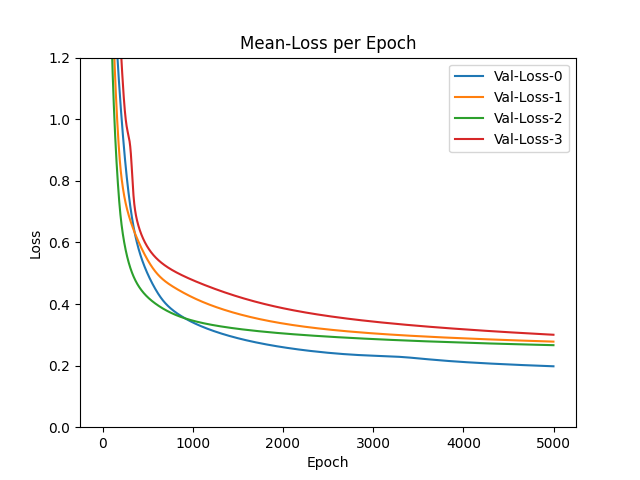 Mean-Loss per Epoch
Val-Loss-0
Val-Loss-1
Val-Loss-2
Val-Loss-3
Loss
1.2
1.0
0.8
0.6
0.4
0.2
0.0
0 1000 2000 3000 4000 5000
Epoch